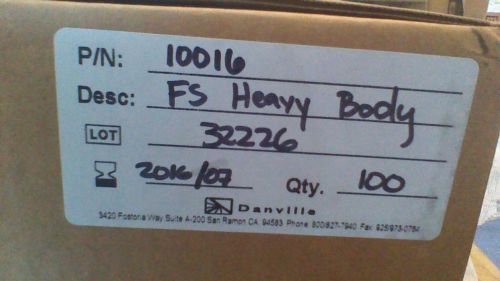 P/N: 10016
Desc: FS Heavy Body
LOT 32226
2016/07 Qty. 100
Danville
3420 Fostoria Way Suite A-200 San Ramon CA. 94583 Phone 800/827-7940 Fax 925/973-0764